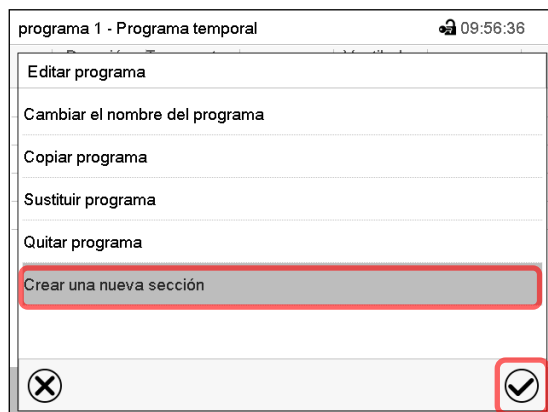 programa 1 - Programa temporal 09:56:36
Editar programa
Cambiar el nombre del programa
Copiar programa
Sustituir programa
Quitar programa
Crear una nueva sección